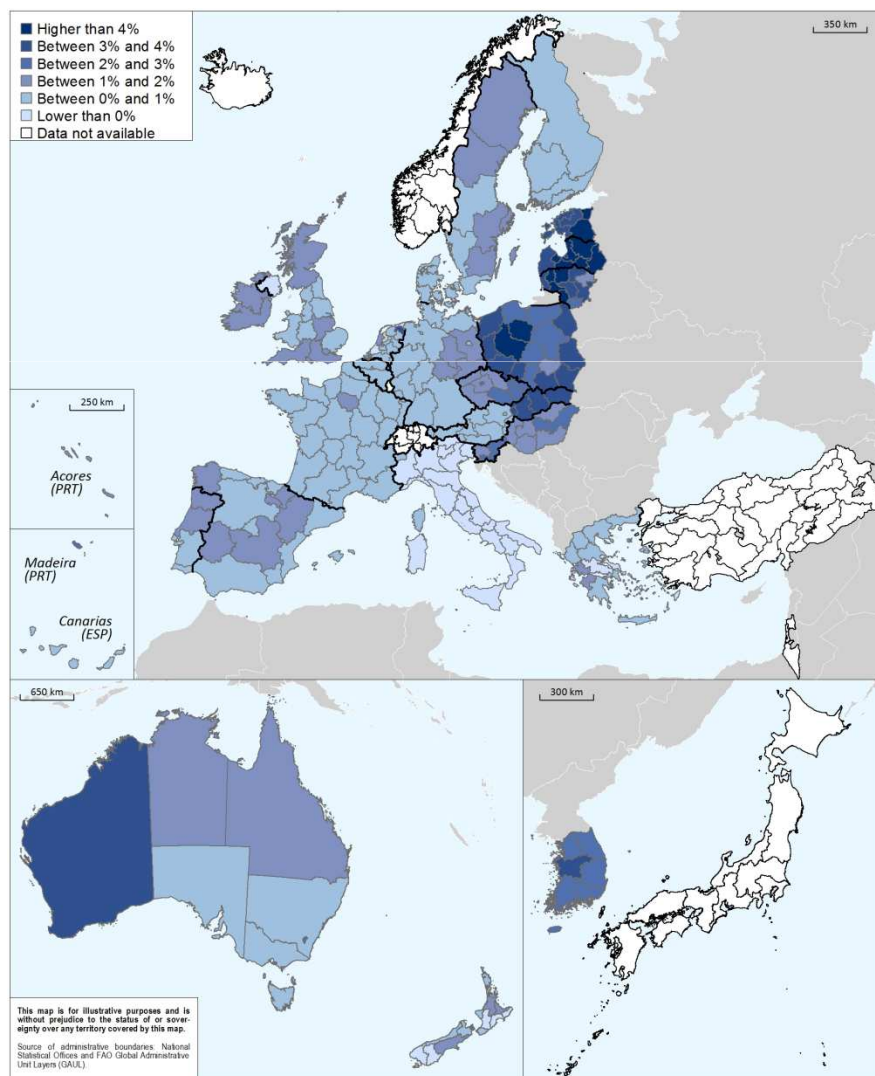 Higher than 4%
350 km
Between 3% and 4%
Between 2% and 3%
Between 1% and 2%
Between 0% and 1%
Lower than 0%
Data not available
250 km
Acores
(PRT)
Madeira
(PRT)
Canarias
(ESP)
650 km
300 km
This map is for illustrative purposes and is
without prejudice to the status of or sover-
eignty over any territory covered by this map.
Source of administrative boundaries: National
Statistical Offices and FAO Global Administrative
Unit Layers (GAUL).